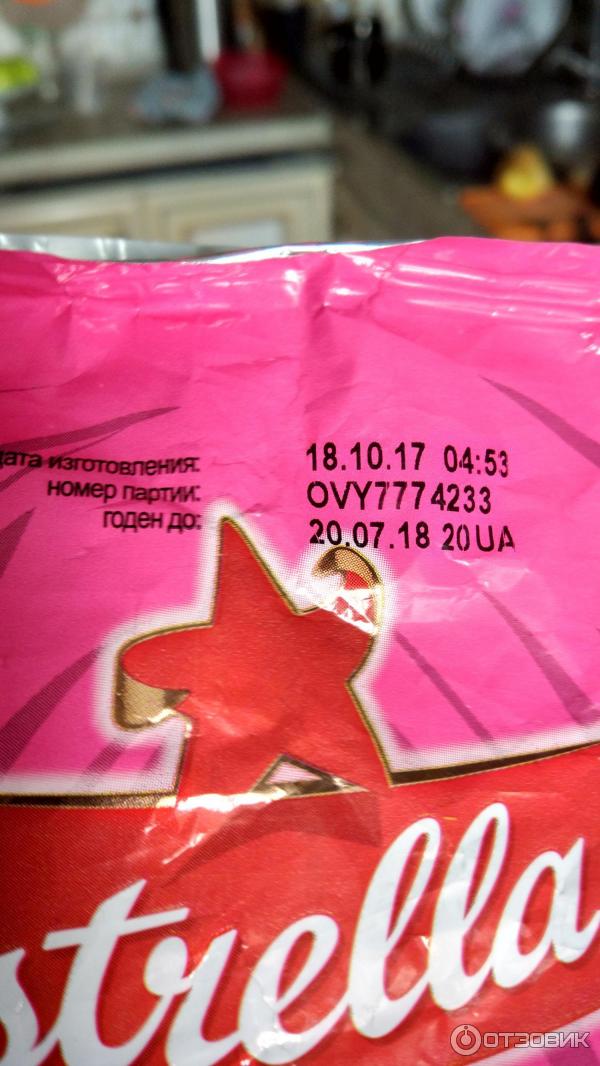 дата изготовления: 18.10.17 04:53
номер партии: OVY7774233
годен до: 20.07.18 20UA
strella
ОТЗОВИК